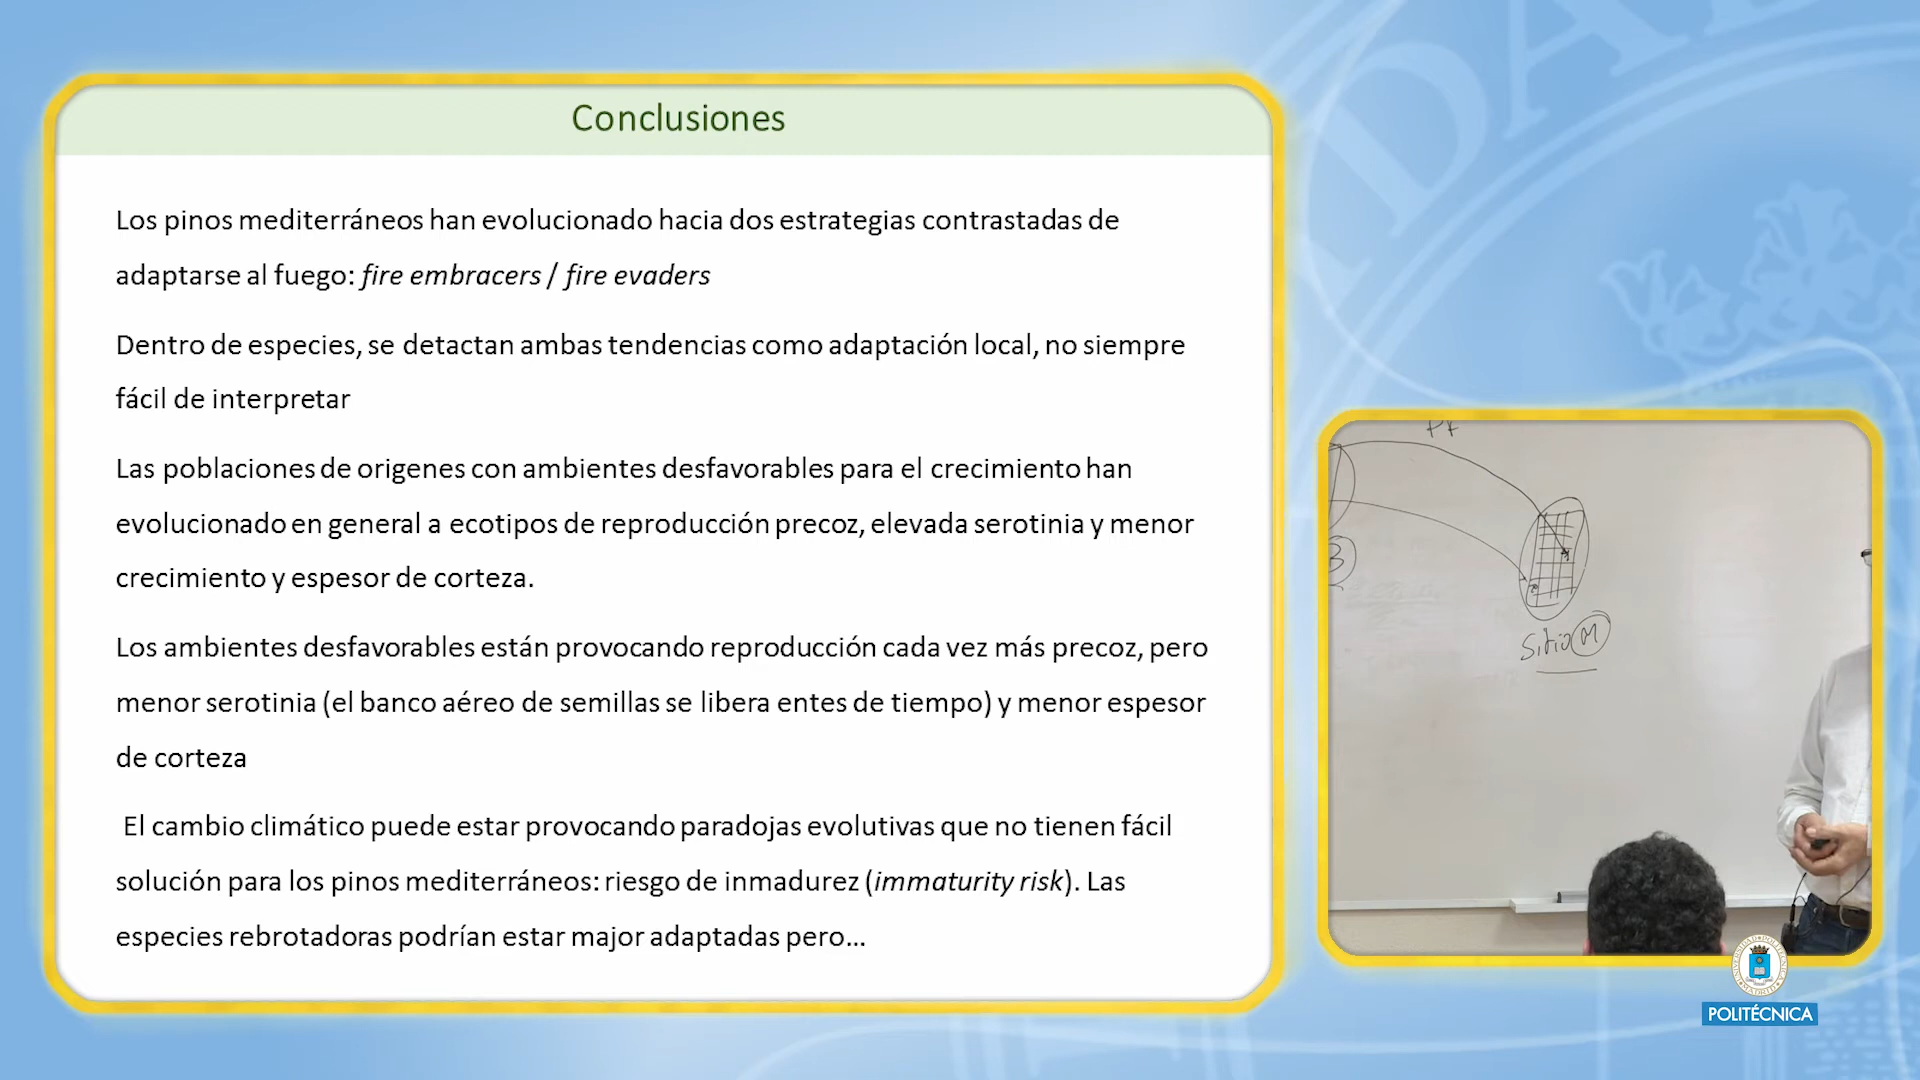 Conclusiones
Los pinos mediterráneos han evolucionado hacia dos estrategias contrastadas de
adaptarse al fuego: fire embracers / fire evaders
Dentro de especies, se detactan ambas tendencias como adaptación local, no siempre
fácil de interpretar
Las poblaciones de origenes con ambientes desfavorables para el crecimiento han
evolucionado en general a ecotipos de reproducción precoz, elevada serotinia y menor
crecimiento y espesor de corteza.
Los ambientes desfavorables están provocando reproducción cada vez más precoz, pero
menor serotinia (el banco aéreo de semillas se libera entes de tiempo) y menor espesor
de corteza
El cambio climático puede estar provocando paradojas evolutivas que no tienen fácil
solución para los pinos mediterráneos: riesgo de inmadurez (immaturity risk). Las
especies rebrotadoras podrían estar major adaptadas pero...
Sitio M
POLITÉCNICA